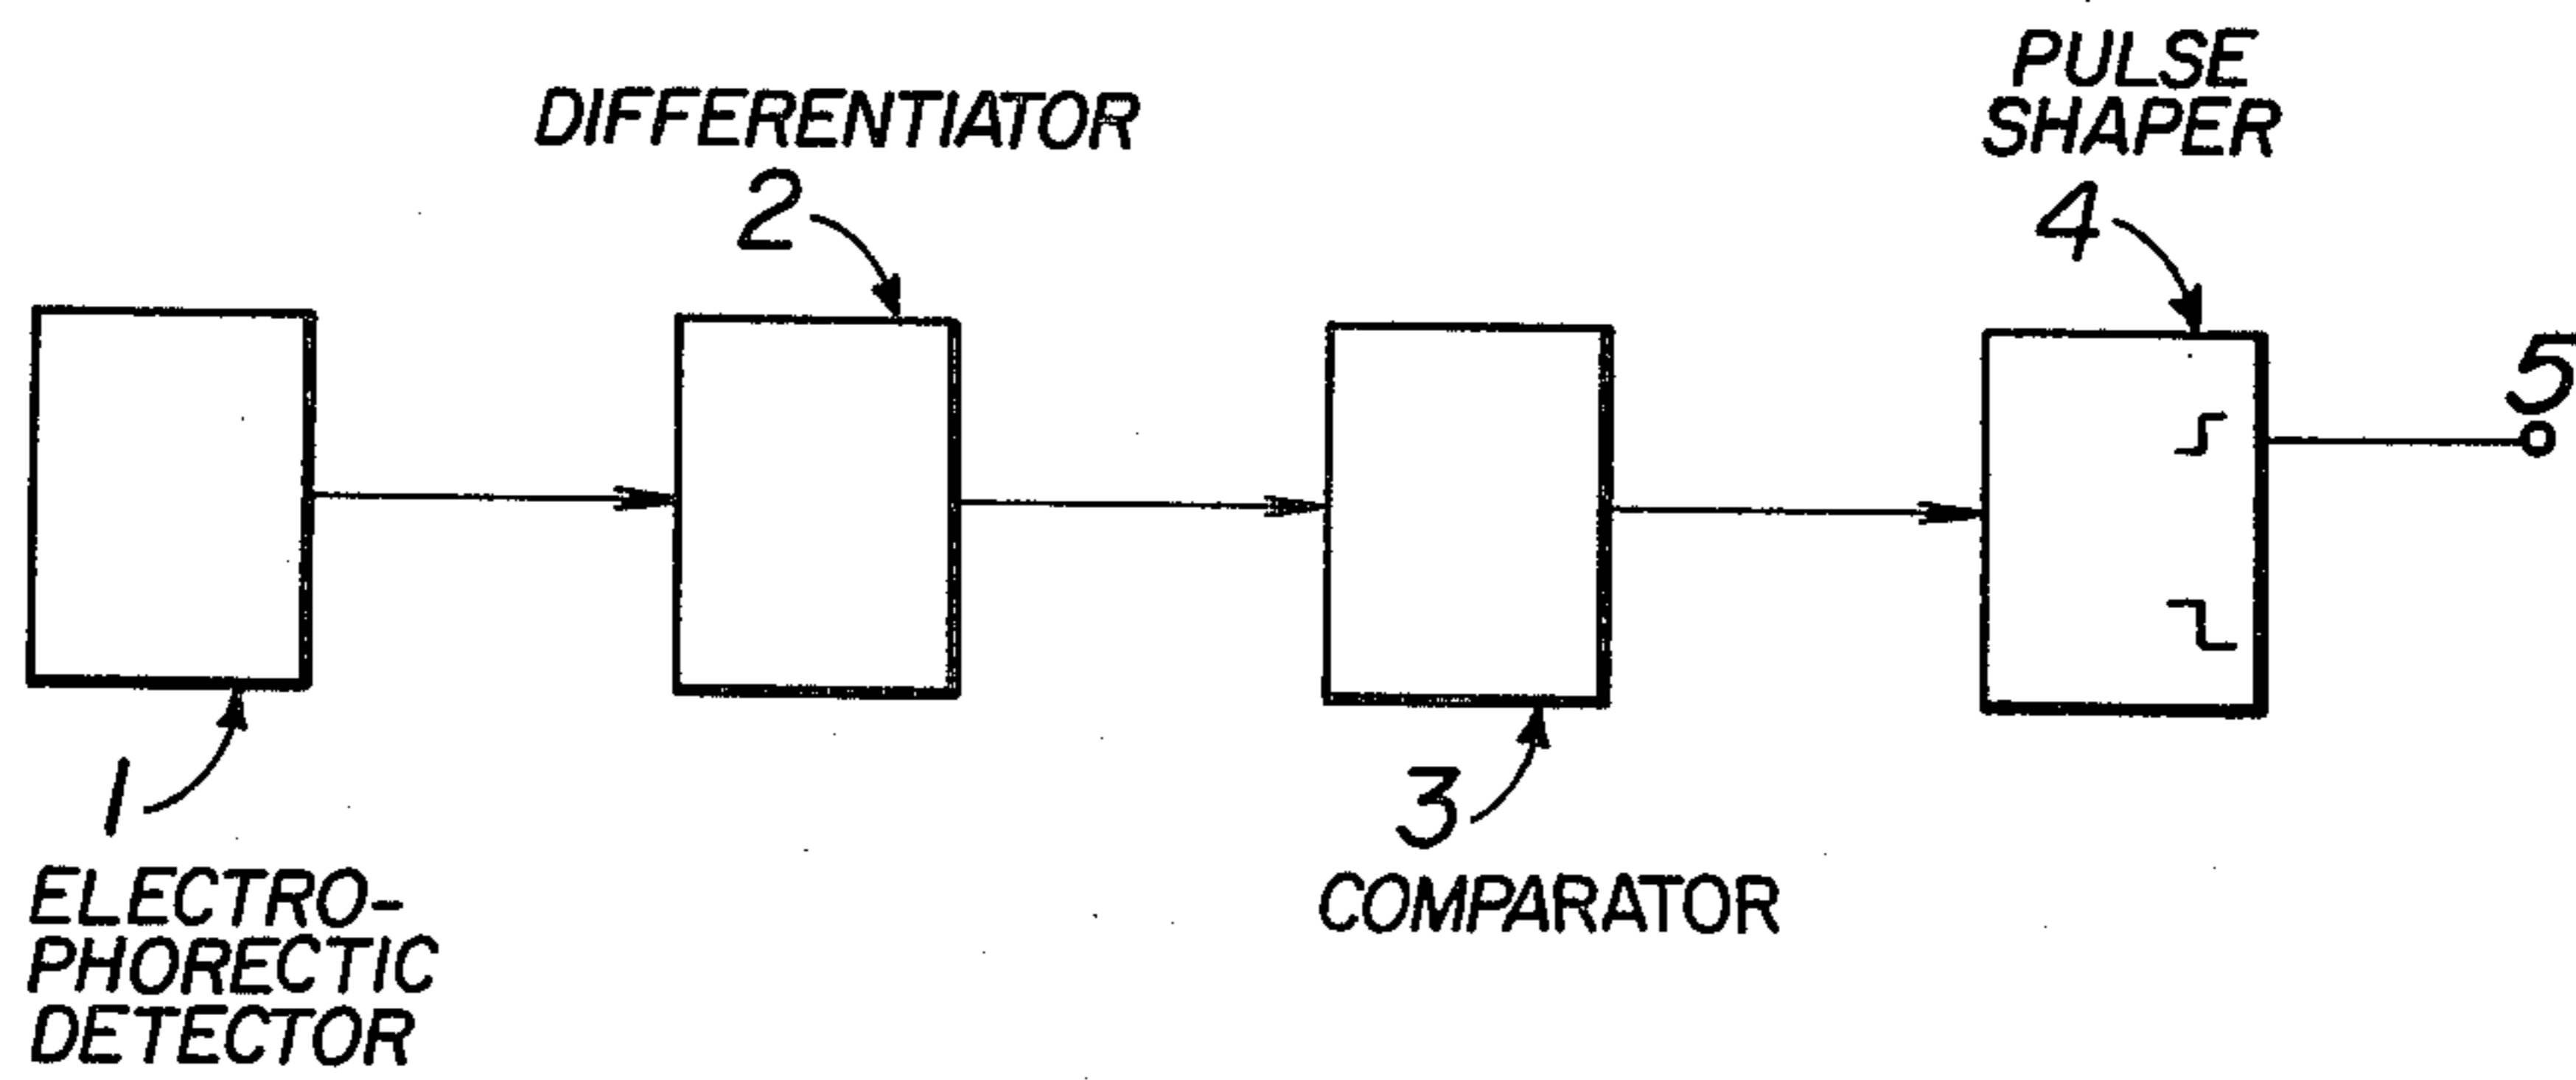 DIFFERENTIATOR
2
PULSE
SHAPER
4
5
1
ELECTRO-
PHORECTIC
DETECTOR
3
COMPARATOR